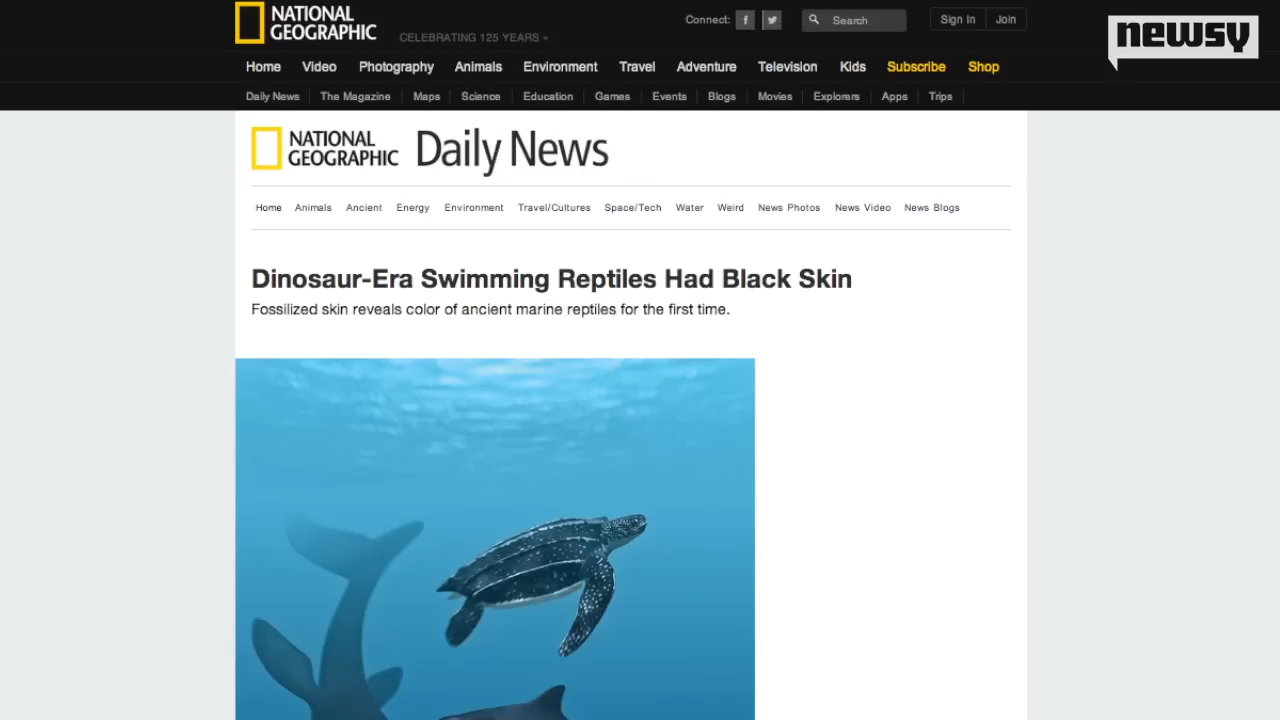 NATIONAL
GEOGRAPHIC
CELEBRATING 125 YEARS »
Connect: f
Search
Sign In Join
newsy
Home Video Photography Animals Environment Travel Adventure Television Kids Subscribe Shop
Daily News The Magazine Maps Science Education Games Events Blogs Movies Explorers Apps Trips
NATIONAL
GEOGRAPHIC
Daily News
Home Animals Ancient Energy Environment Travel/Cultures Space/Tech Water Weird News Photos News Video News Blogs
Dinosaur-Era Swimming Reptiles Had Black Skin
Fossilized skin reveals color of ancient marine reptiles for the first time.